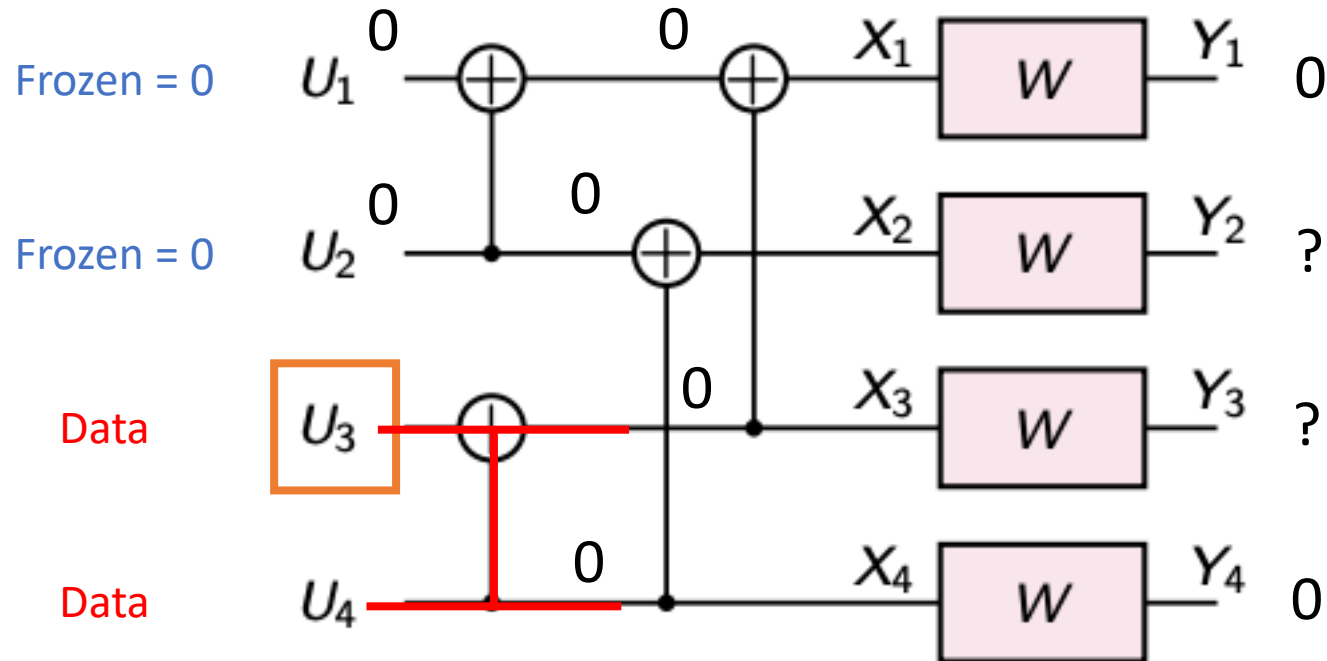 0 0
Frozen = 0 U₁ X₁ W Y₁ 0
0 0
Frozen = 0 U₂ X₂ W Y₂ ?
0
Data U₃ X₃ W Y₃ ?
0
Data U₄ X₄ W Y₄ 0